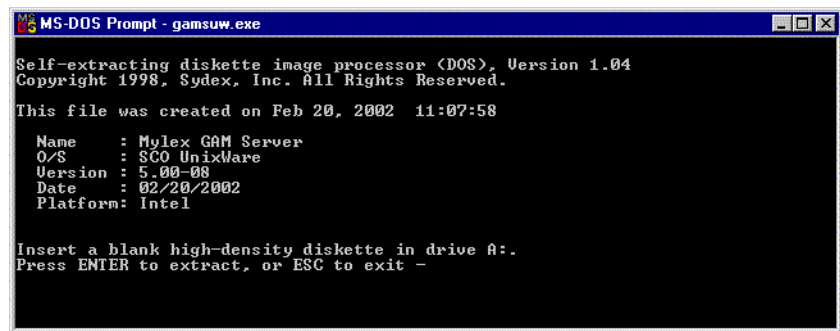 MS-DOS Prompt - gamsuw.exe
Self-extracting diskette image processor (DOS), Version 1.04
Copyright 1998, Sydex, Inc. All Rights Reserved.
This file was created on Feb 20, 2002  11:07:58
Name    : Mylex GAM Server
O/S     : SCO UnixWare
Version : 5.00-08
Date    : 02/20/2002
Platform: Intel
Insert a blank high-density diskette in drive A:.
Press ENTER to extract, or ESC to exit -